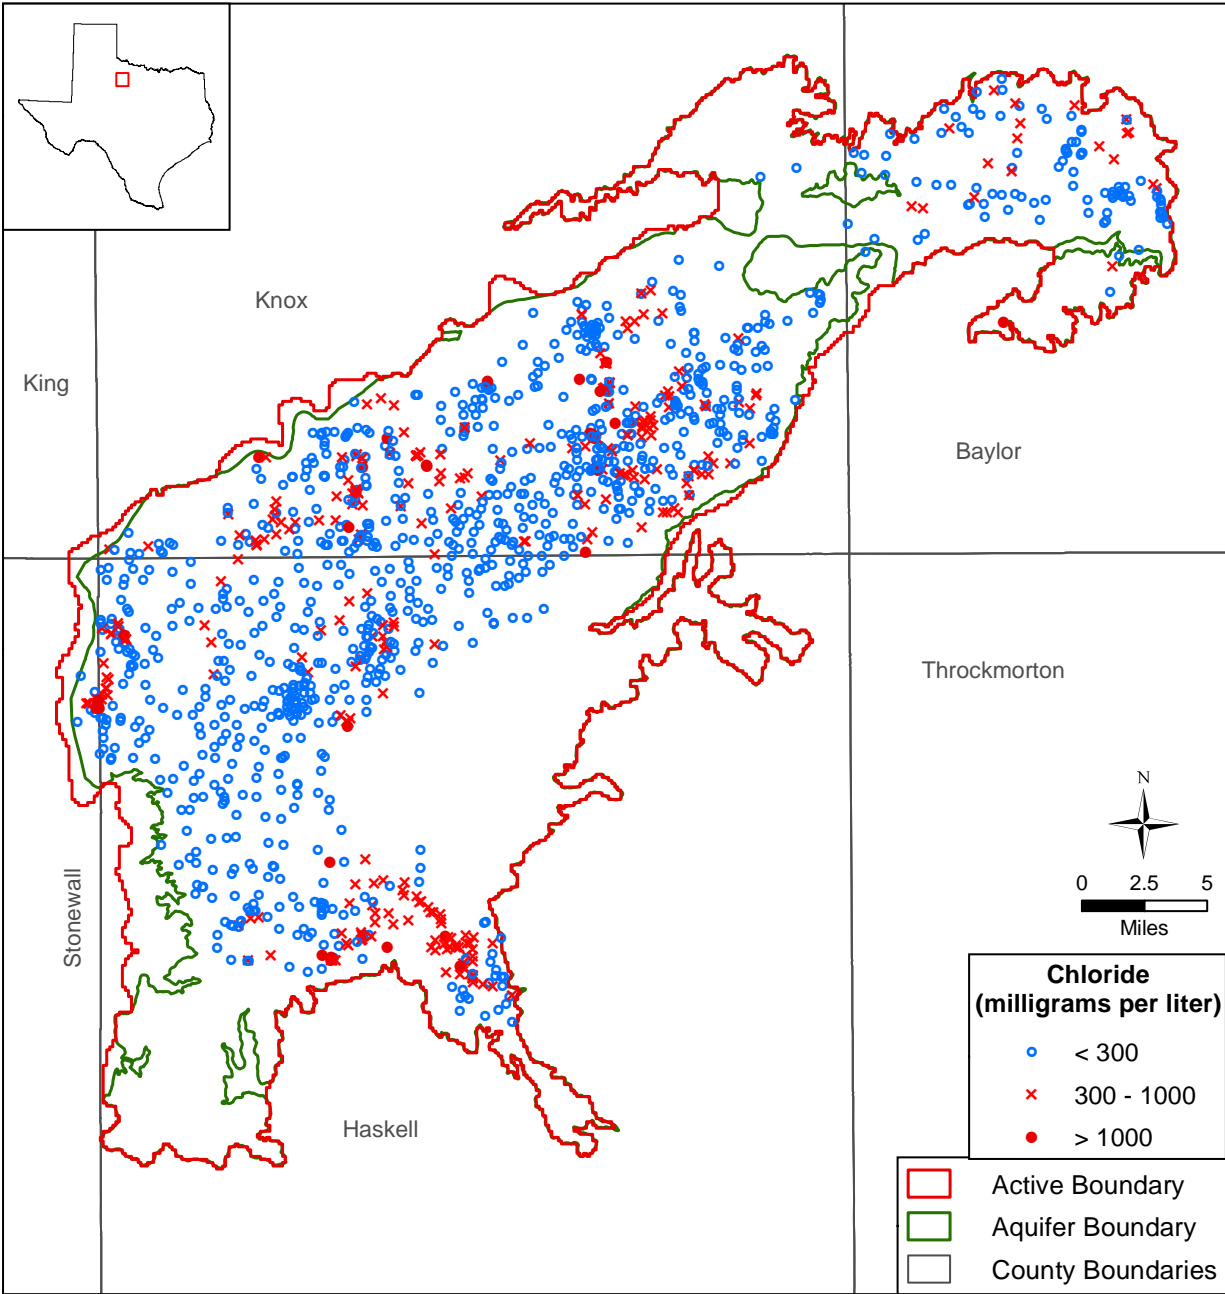 Knox
King
Baylor
Throckmorton
Stonewall
Haskell
N
0 2.5 5
Miles
Chloride
(milligrams per liter)
< 300
300 - 1000
> 1000
Active Boundary
Aquifer Boundary
County Boundaries